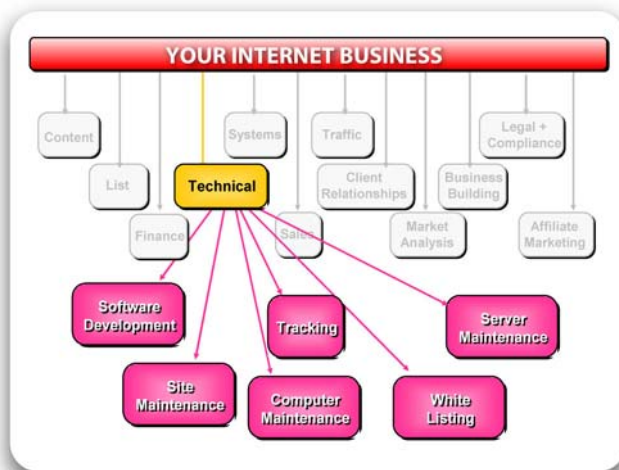 YOUR INTERNET BUSINESS
Content
Systems
Traffic
Legal +
Compliance
List
Technical
Client
Relationships
Business
Building
Finance
Sales
Market
Analysis
Affiliate
Marketing
Software
Development
Tracking
Server
Maintenance
Site
Maintenance
Computer
Maintenance
White
Listing